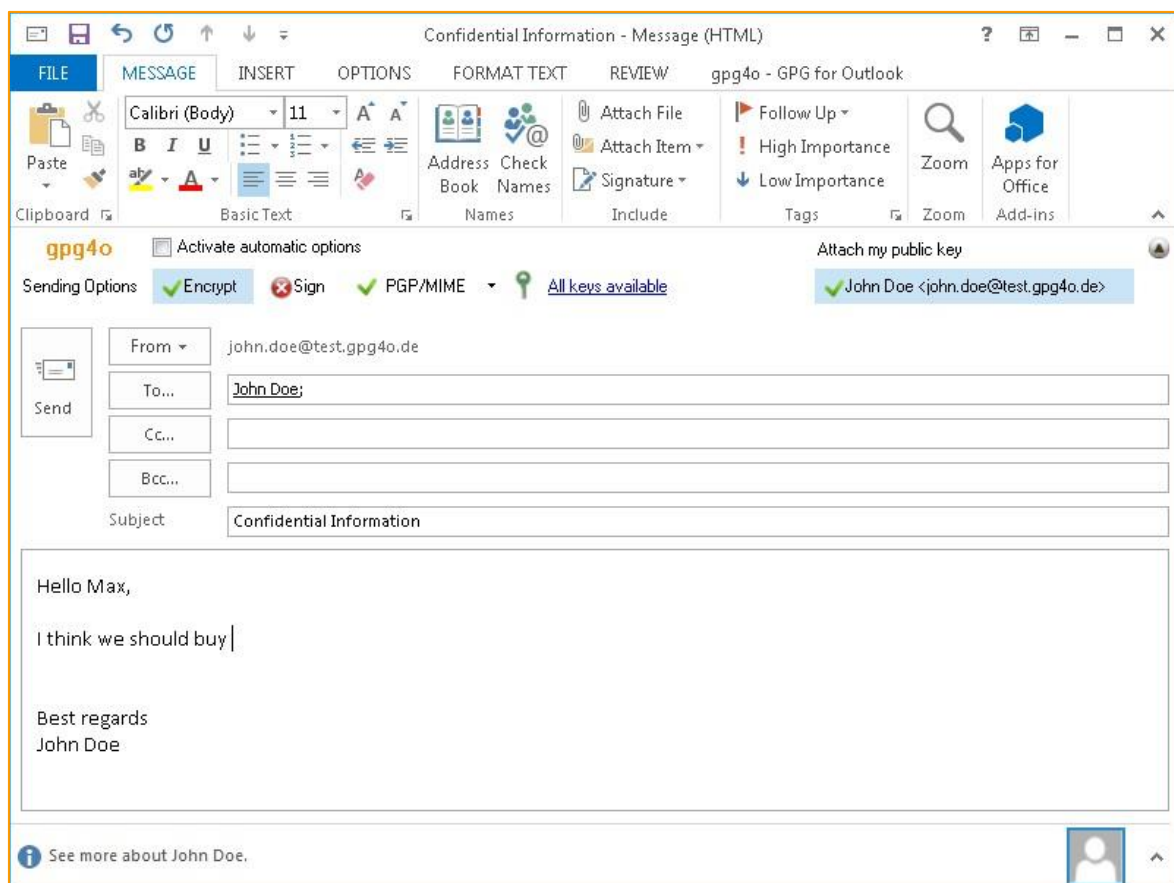 Confidential Information - Message (HTML)
?
FILE MESSAGE INSERT OPTIONS FORMAT TEXT REVIEW gpg4o - GPG for Outlook
Calibri (Body) 11 A A Attach File Follow Up
B I U Attach Item High Importance
Paste Address Book Check Names Zoom Apps for Office
ab A Signature Low Importance
Clipboard Basic Text Names Include Tags Zoom Add-ins
gpg4o Activate automatic options Attach my public key
Sending Options Encrypt Sign PGP/MIME All keys available John Doe <john.doe@test.gpg4o.de>
From john.doe@test.gpg4o.de
Send
To... John Doe;
Cc...
Bcc...
Subject Confidential Information
Hello Max,
I think we should buy
Best regards
John Doe
See more about John Doe.